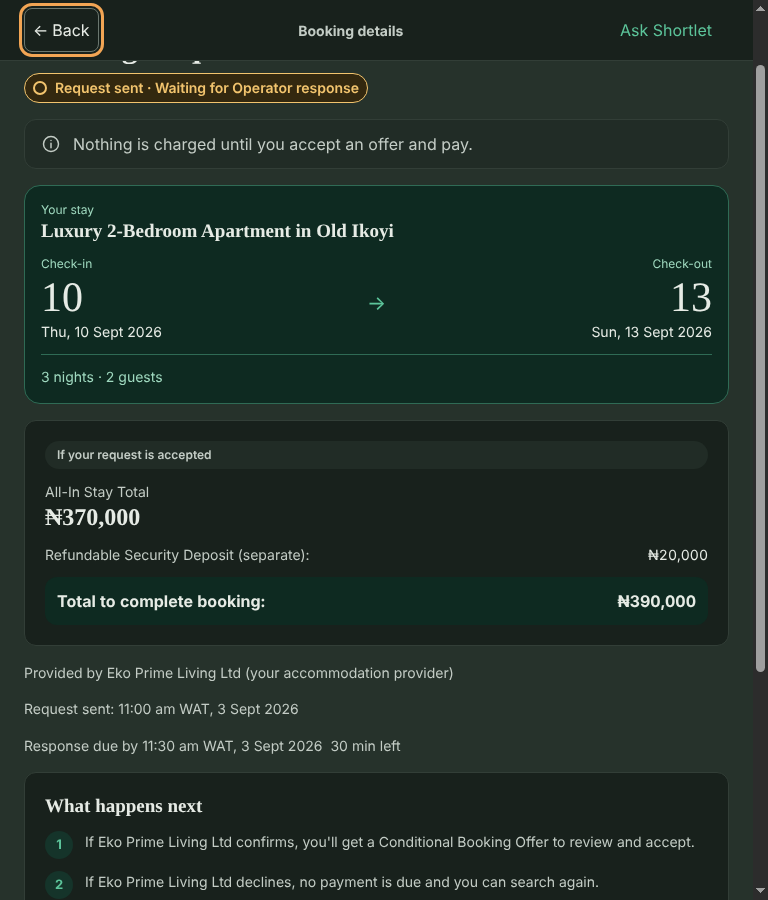 ← Back
Booking details
Ask Shortlet
Request sent · Waiting for Operator response
Nothing is charged until you accept an offer and pay.
Your stay
Luxury 2-Bedroom Apartment in Old Ikoyi
Check-in
Check-out
10
→
13
Thu, 10 Sept 2026
Sun, 13 Sept 2026
3 nights · 2 guests
If your request is accepted
All-In Stay Total
₦370,000
Refundable Security Deposit (separate):
₦20,000
Total to complete booking:
₦390,000
Provided by Eko Prime Living Ltd (your accommodation provider)
Request sent: 11:00 am WAT, 3 Sept 2026
Response due by 11:30 am WAT, 3 Sept 2026 30 min left
What happens next
1 If Eko Prime Living Ltd confirms, you'll get a Conditional Booking Offer to review and accept.
2 If Eko Prime Living Ltd declines, no payment is due and you can search again.